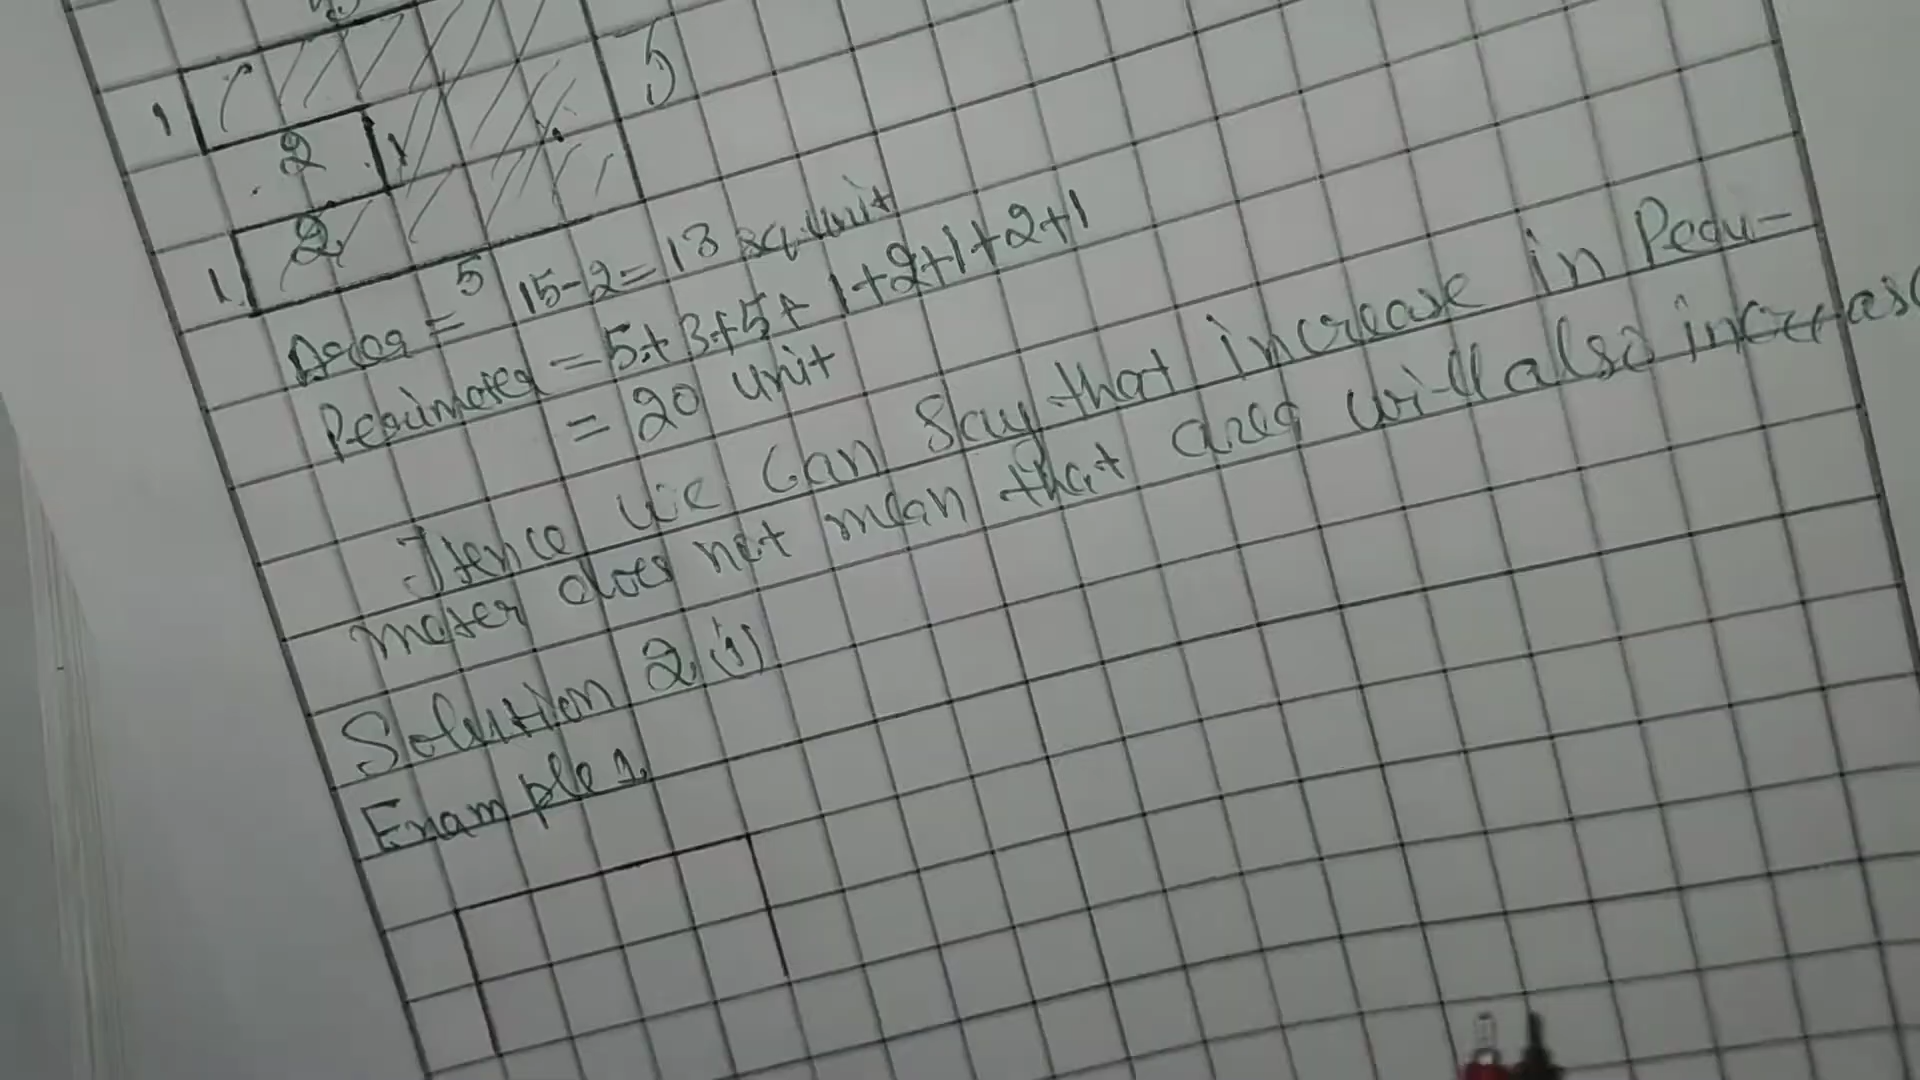 1
2
1
2
1
5
Area = 15-2=13 sq. unit
Perimeter = 5+3+5+1+2+1+2+1
= 20 unit
Hence we can say that increase in Peri-
meter does not mean that area will also increase
Solution 2.(i)
Example 1.